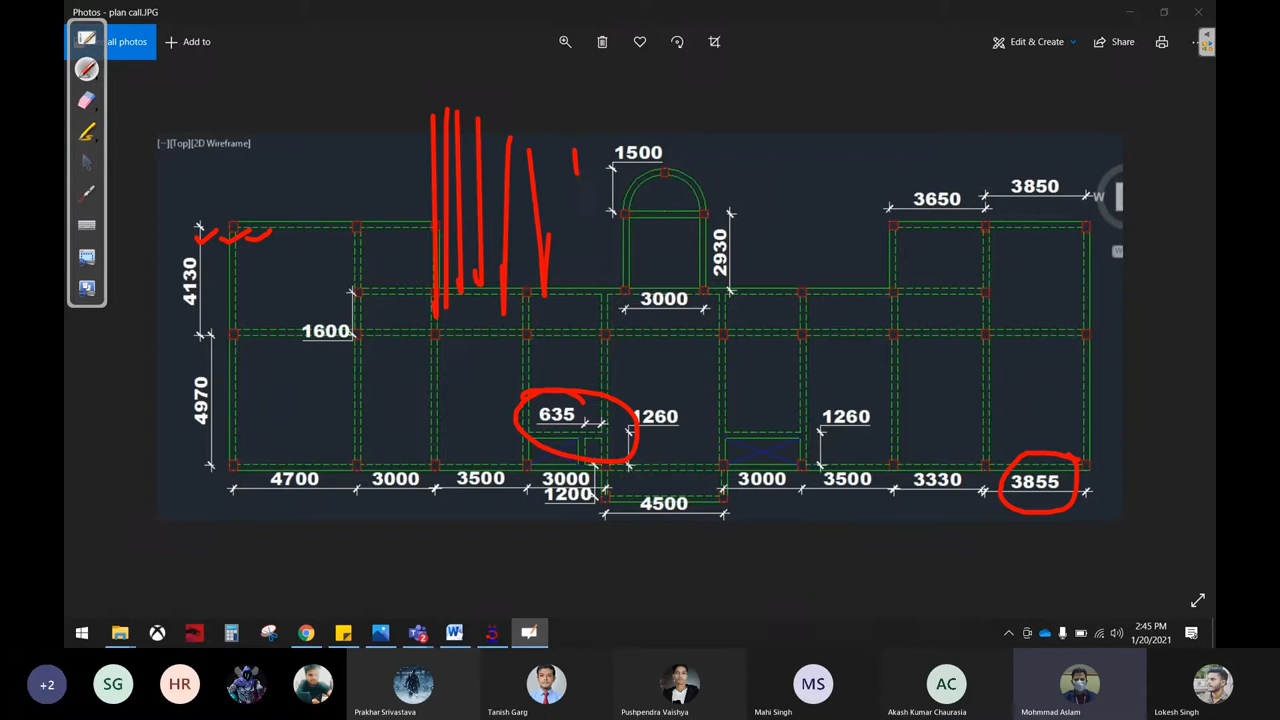 Photos - plan call.JPG
all photos
Add to
Edit & Create
Share
[−][Top][2D Wireframe]
1500
3850
3650
W
2930
4130
3000
W
1600
4970
635
1260
1260
4700
3000
3500
3000
3000
3500
3330
3855
1200
4500
2:45 PM
1/20/2021
+2
SG
HR
MS
AC
Prakhar Srivastava
Tanish Garg
Pushpendra Vaishya
Mahi Singh
Akash Kumar Chaurasia
Mohmmad Aslam
Lokesh Singh